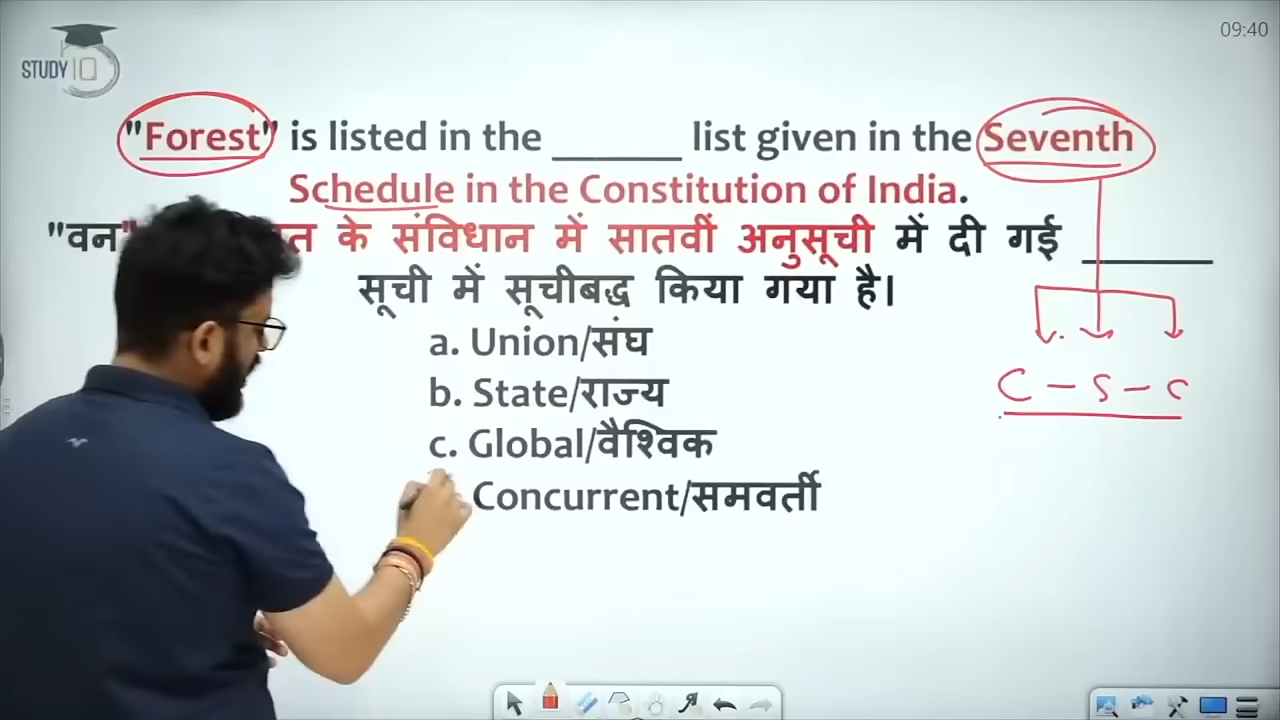 STUDY IQ
09:40
"Forest" is listed in the _______ list given in the Seventh
Schedule in the Constitution of India.
"वन" के संविधान में सातवीं अनुसूची में दी गई _______
सूची में सूचीबद्ध किया गया है।
a. Union/संघ
b. State/राज्य
c. Global/वैश्विक
Concurrent/समवर्ती
C - S - C